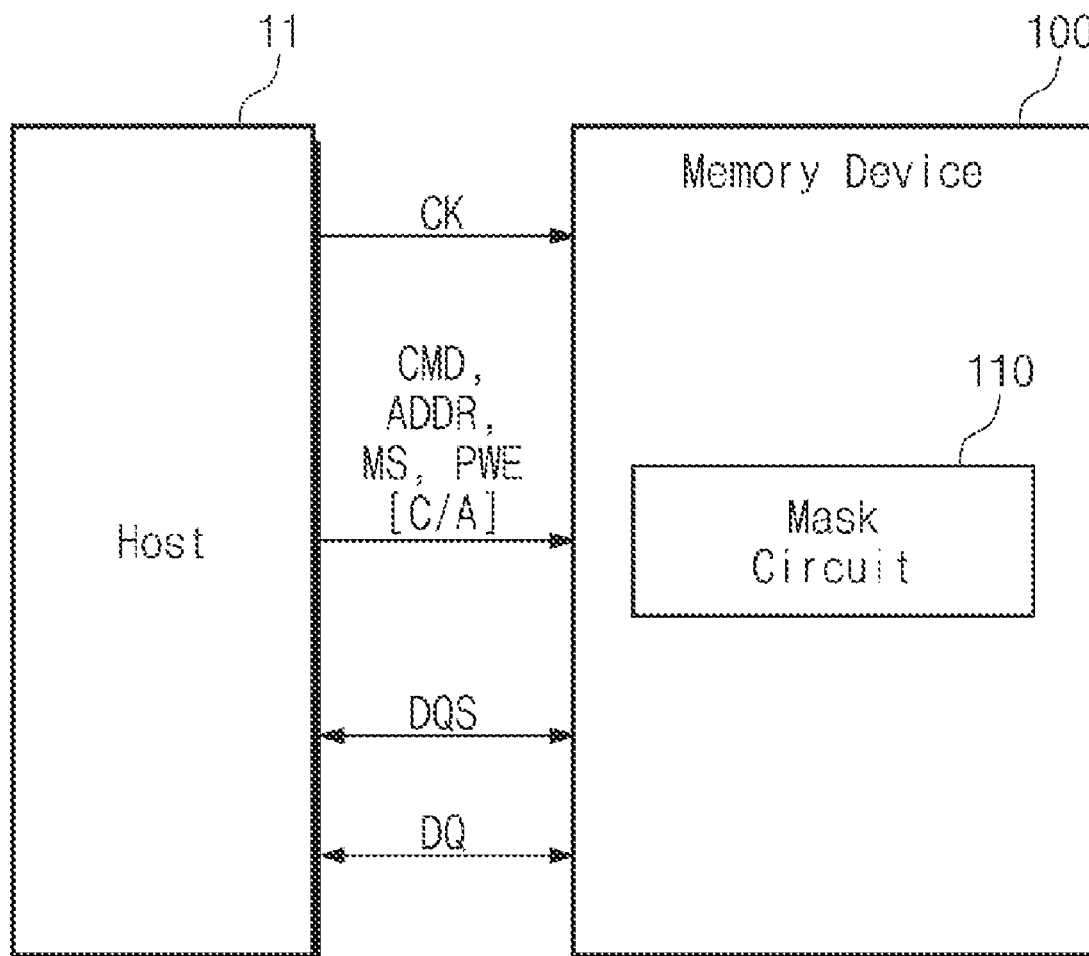 11
100
Memory Device
CK
CMD,
ADDR,
MS, PWE
[C/A]
110
Host
Mask
Circuit
DQS
DQ